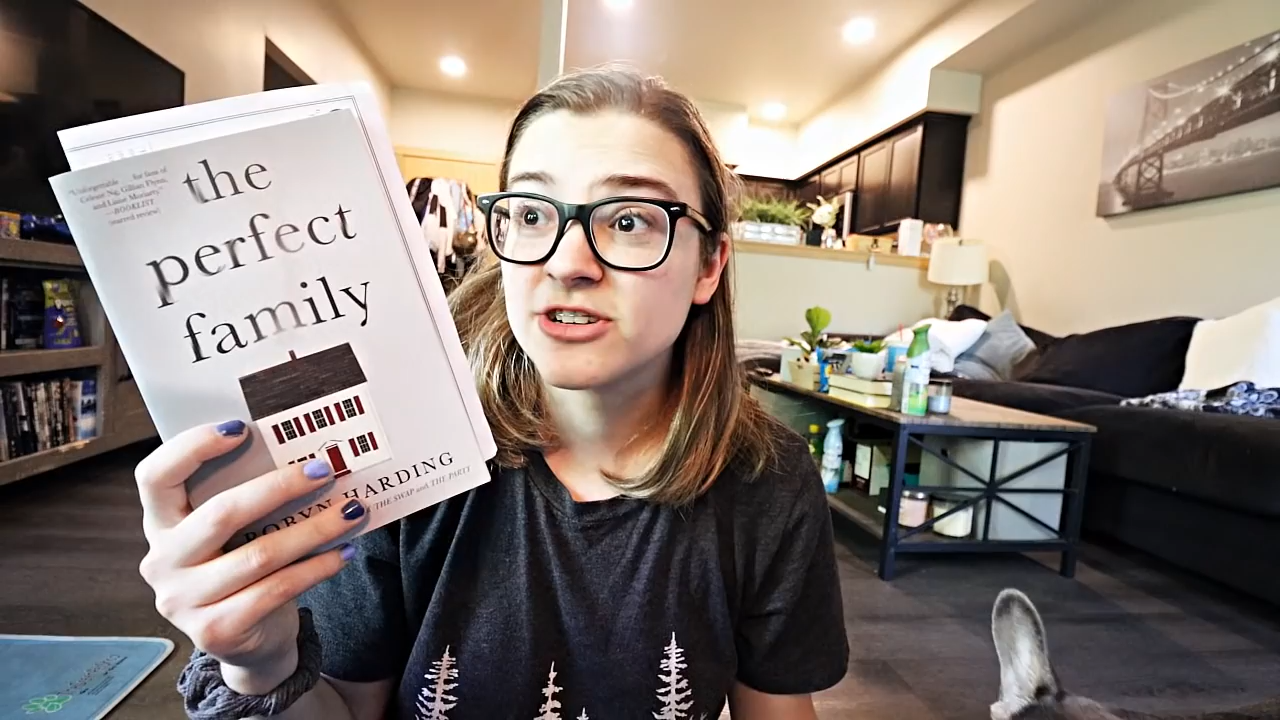 "Unforgettable for fans of
Celeste Ng, Gillian Flynn,
and Liane Moriarty."
—BOOKLIST
(starred review)
the
perfect
family
ROBYN HARDING
THE SWAP and THE PARTY